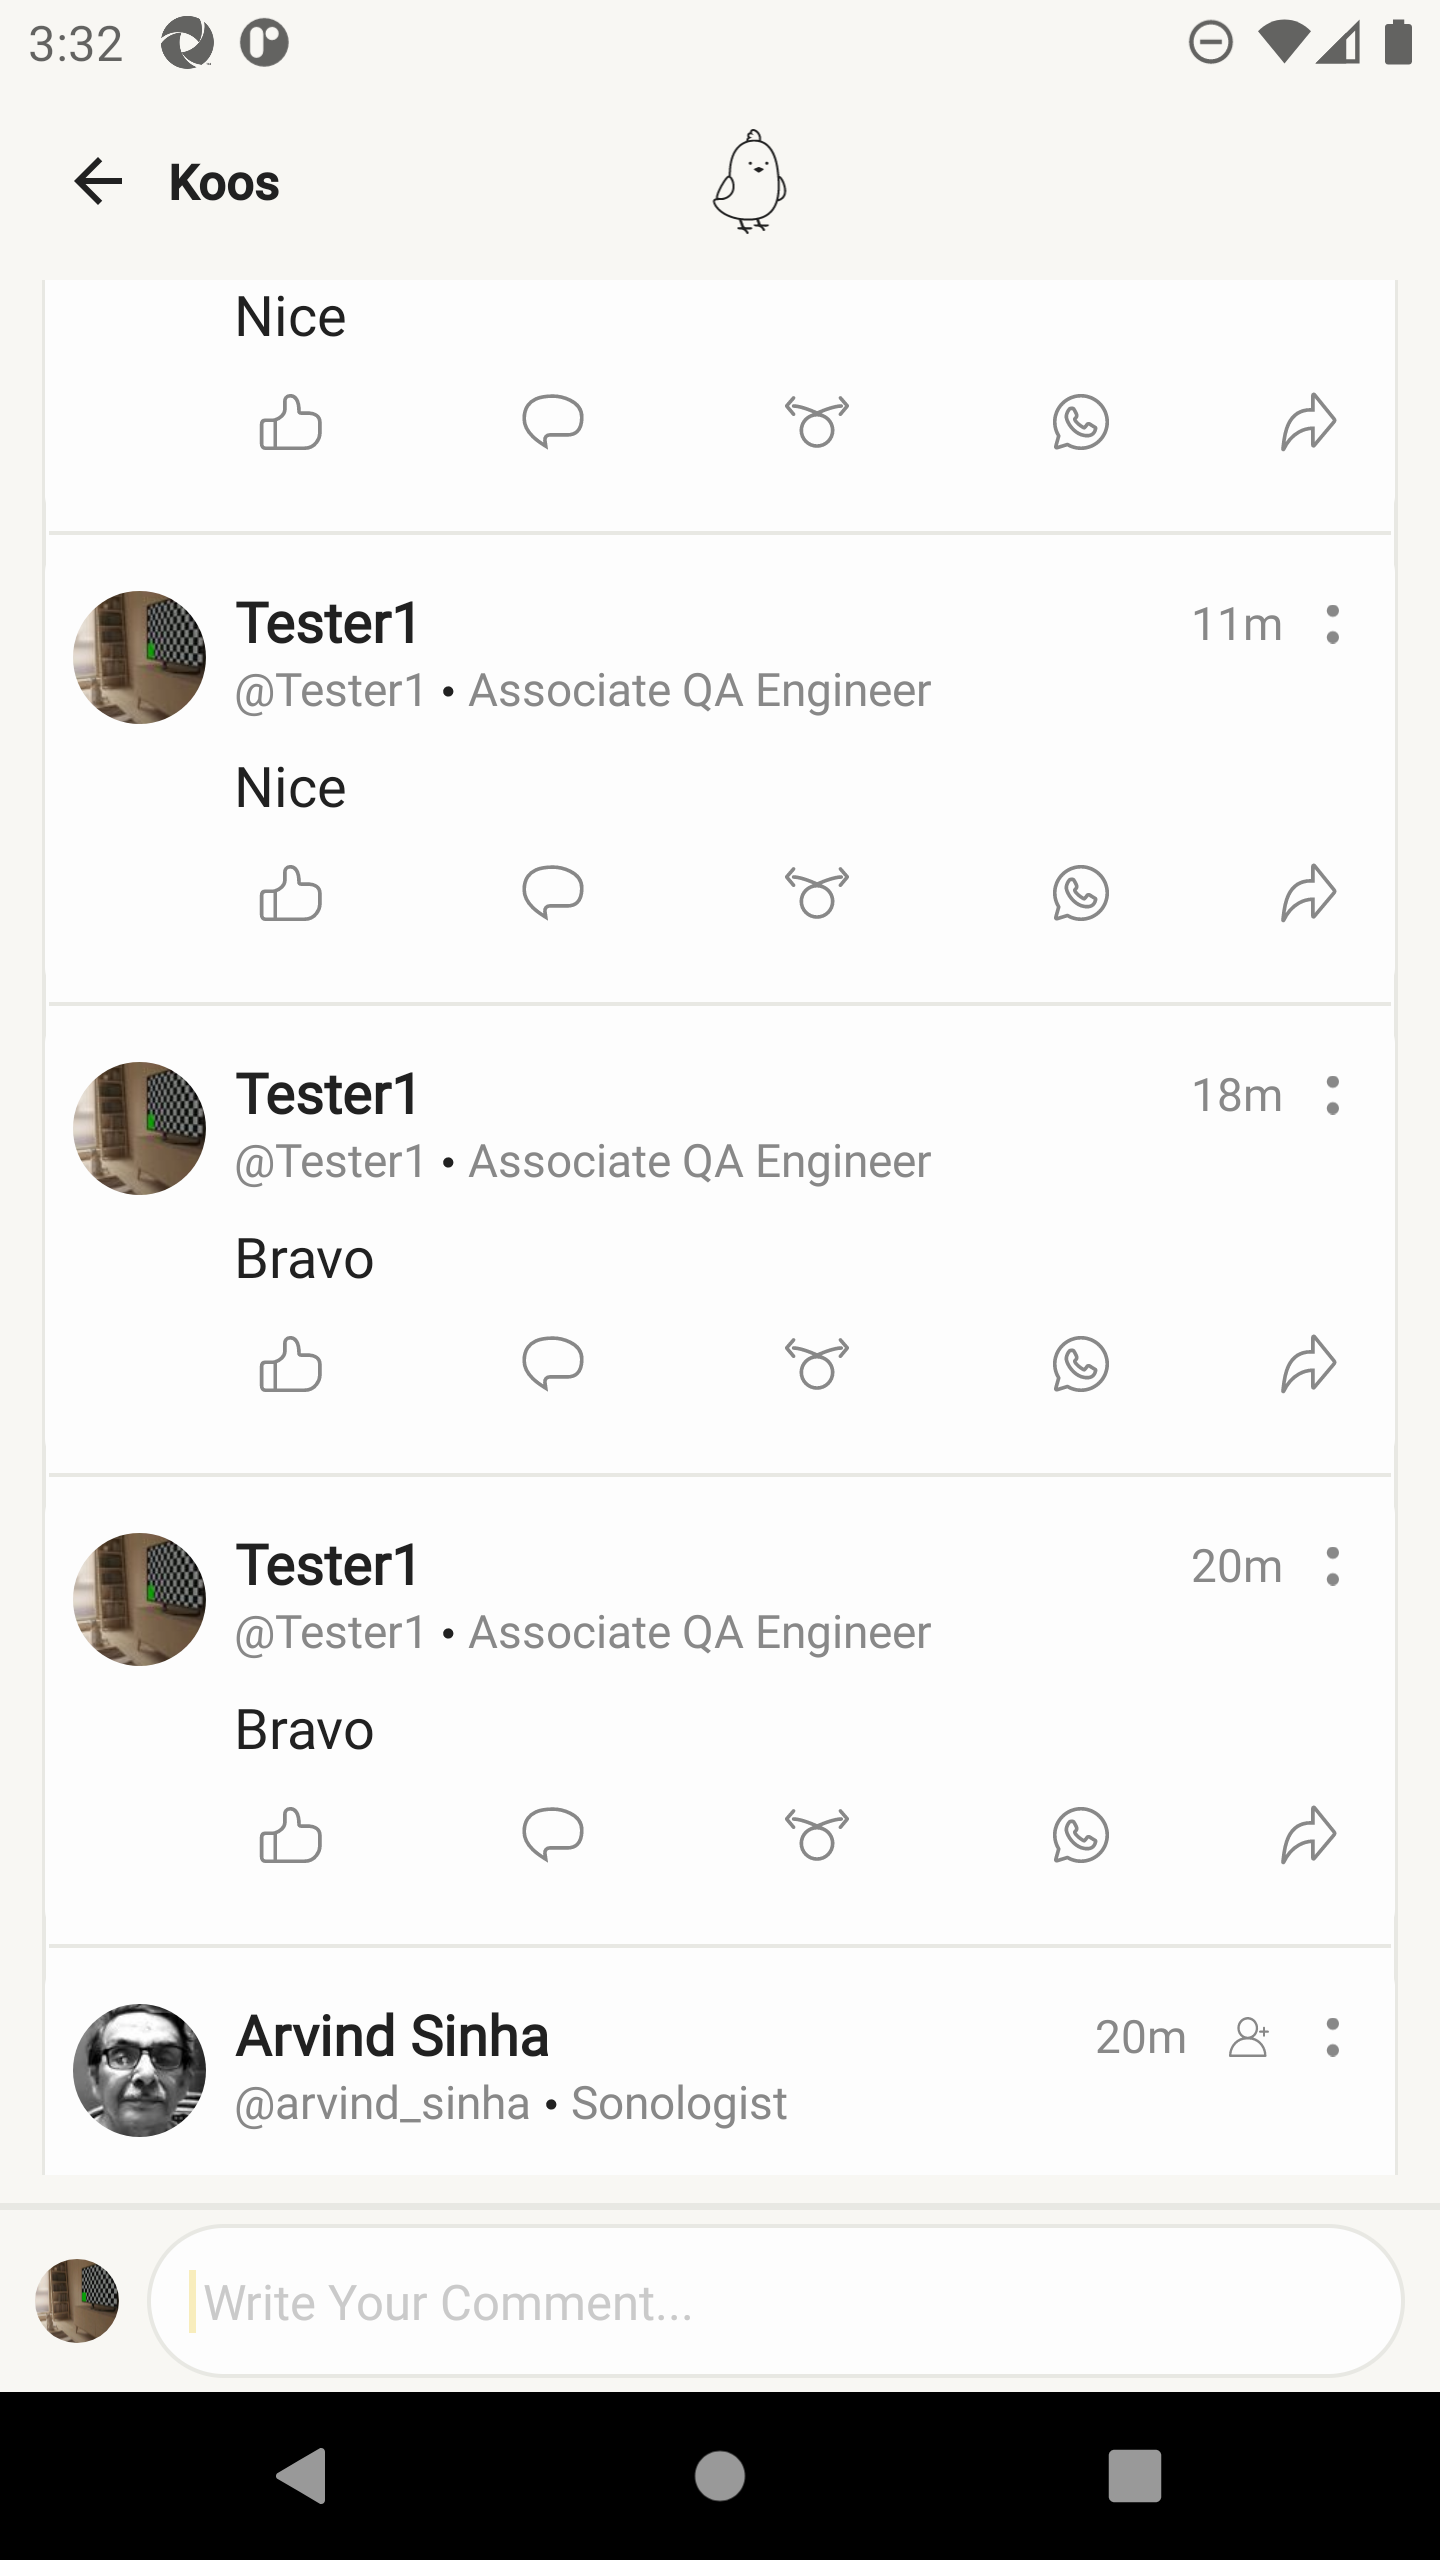 3:32
Koos
Nice
Tester1 11m
@Tester1 • Associate QA Engineer
Nice
Tester1 18m
@Tester1 • Associate QA Engineer
Bravo
Tester1 20m
@Tester1 • Associate QA Engineer
Bravo
Arvind Sinha 20m
@arvind_sinha • Sonologist
Write Your Comment...